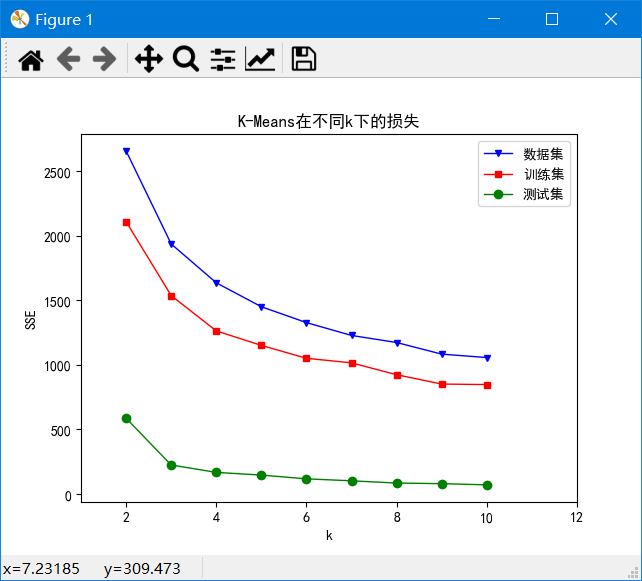 Figure 1
K-Means在不同k下的损失
数据集
训练集
测试集
2500
2000
1500
1000
500
0
SSE
2 4 6 8 10 12
k
x=7.23185 y=309.473